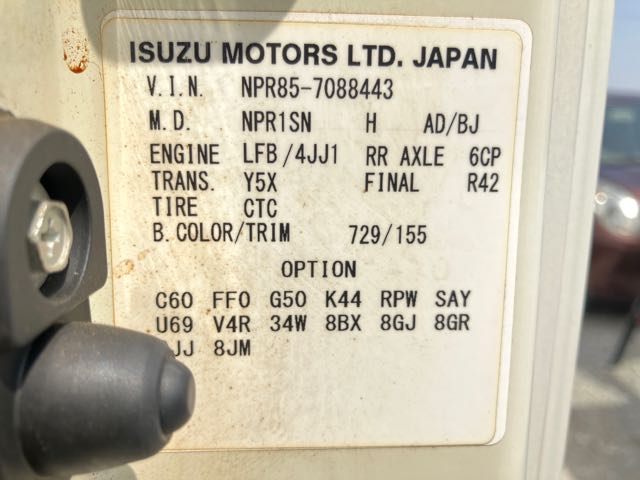 ISUZU MOTORS LTD. JAPAN
V.I.N. NPR85-7088443
M.D. NPR1SN H AD/BJ
ENGINE LFB/4JJ1 RR AXLE 6CP
TRANS. Y5X FINAL R42
TIRE CTC
B.COLOR/TRIM 729/155
OPTION
C60 FF0 G50 K44 RPW SAY
U69 V4R 34W 8BX 8GJ 8GR
8JM